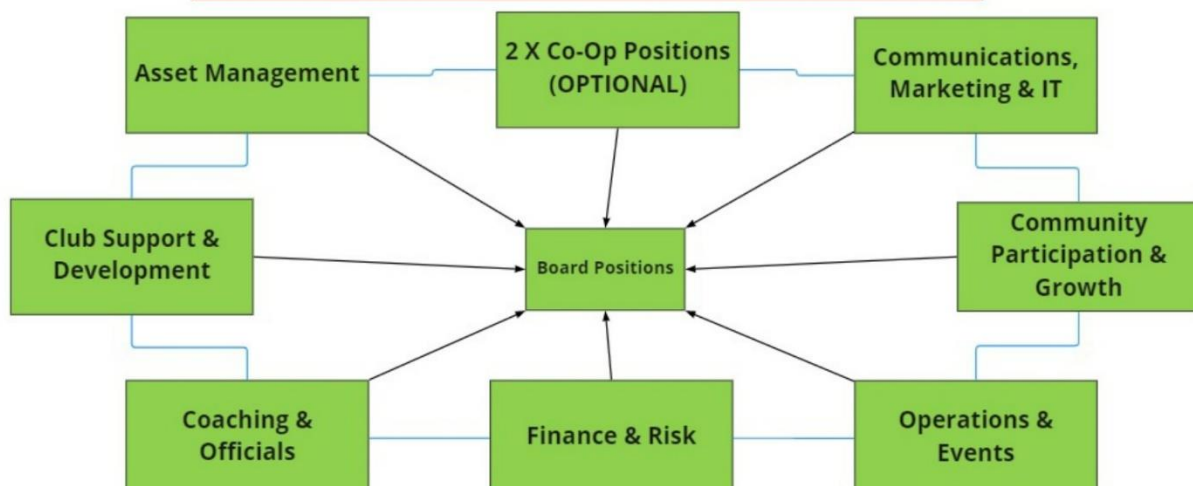 Asset Management
2 X Co-Op Positions
(OPTIONAL)
Communications,
Marketing & IT
Club Support &
Development
Board Positions
Community
Participation &
Growth
Coaching &
Officials
Finance & Risk
Operations &
Events